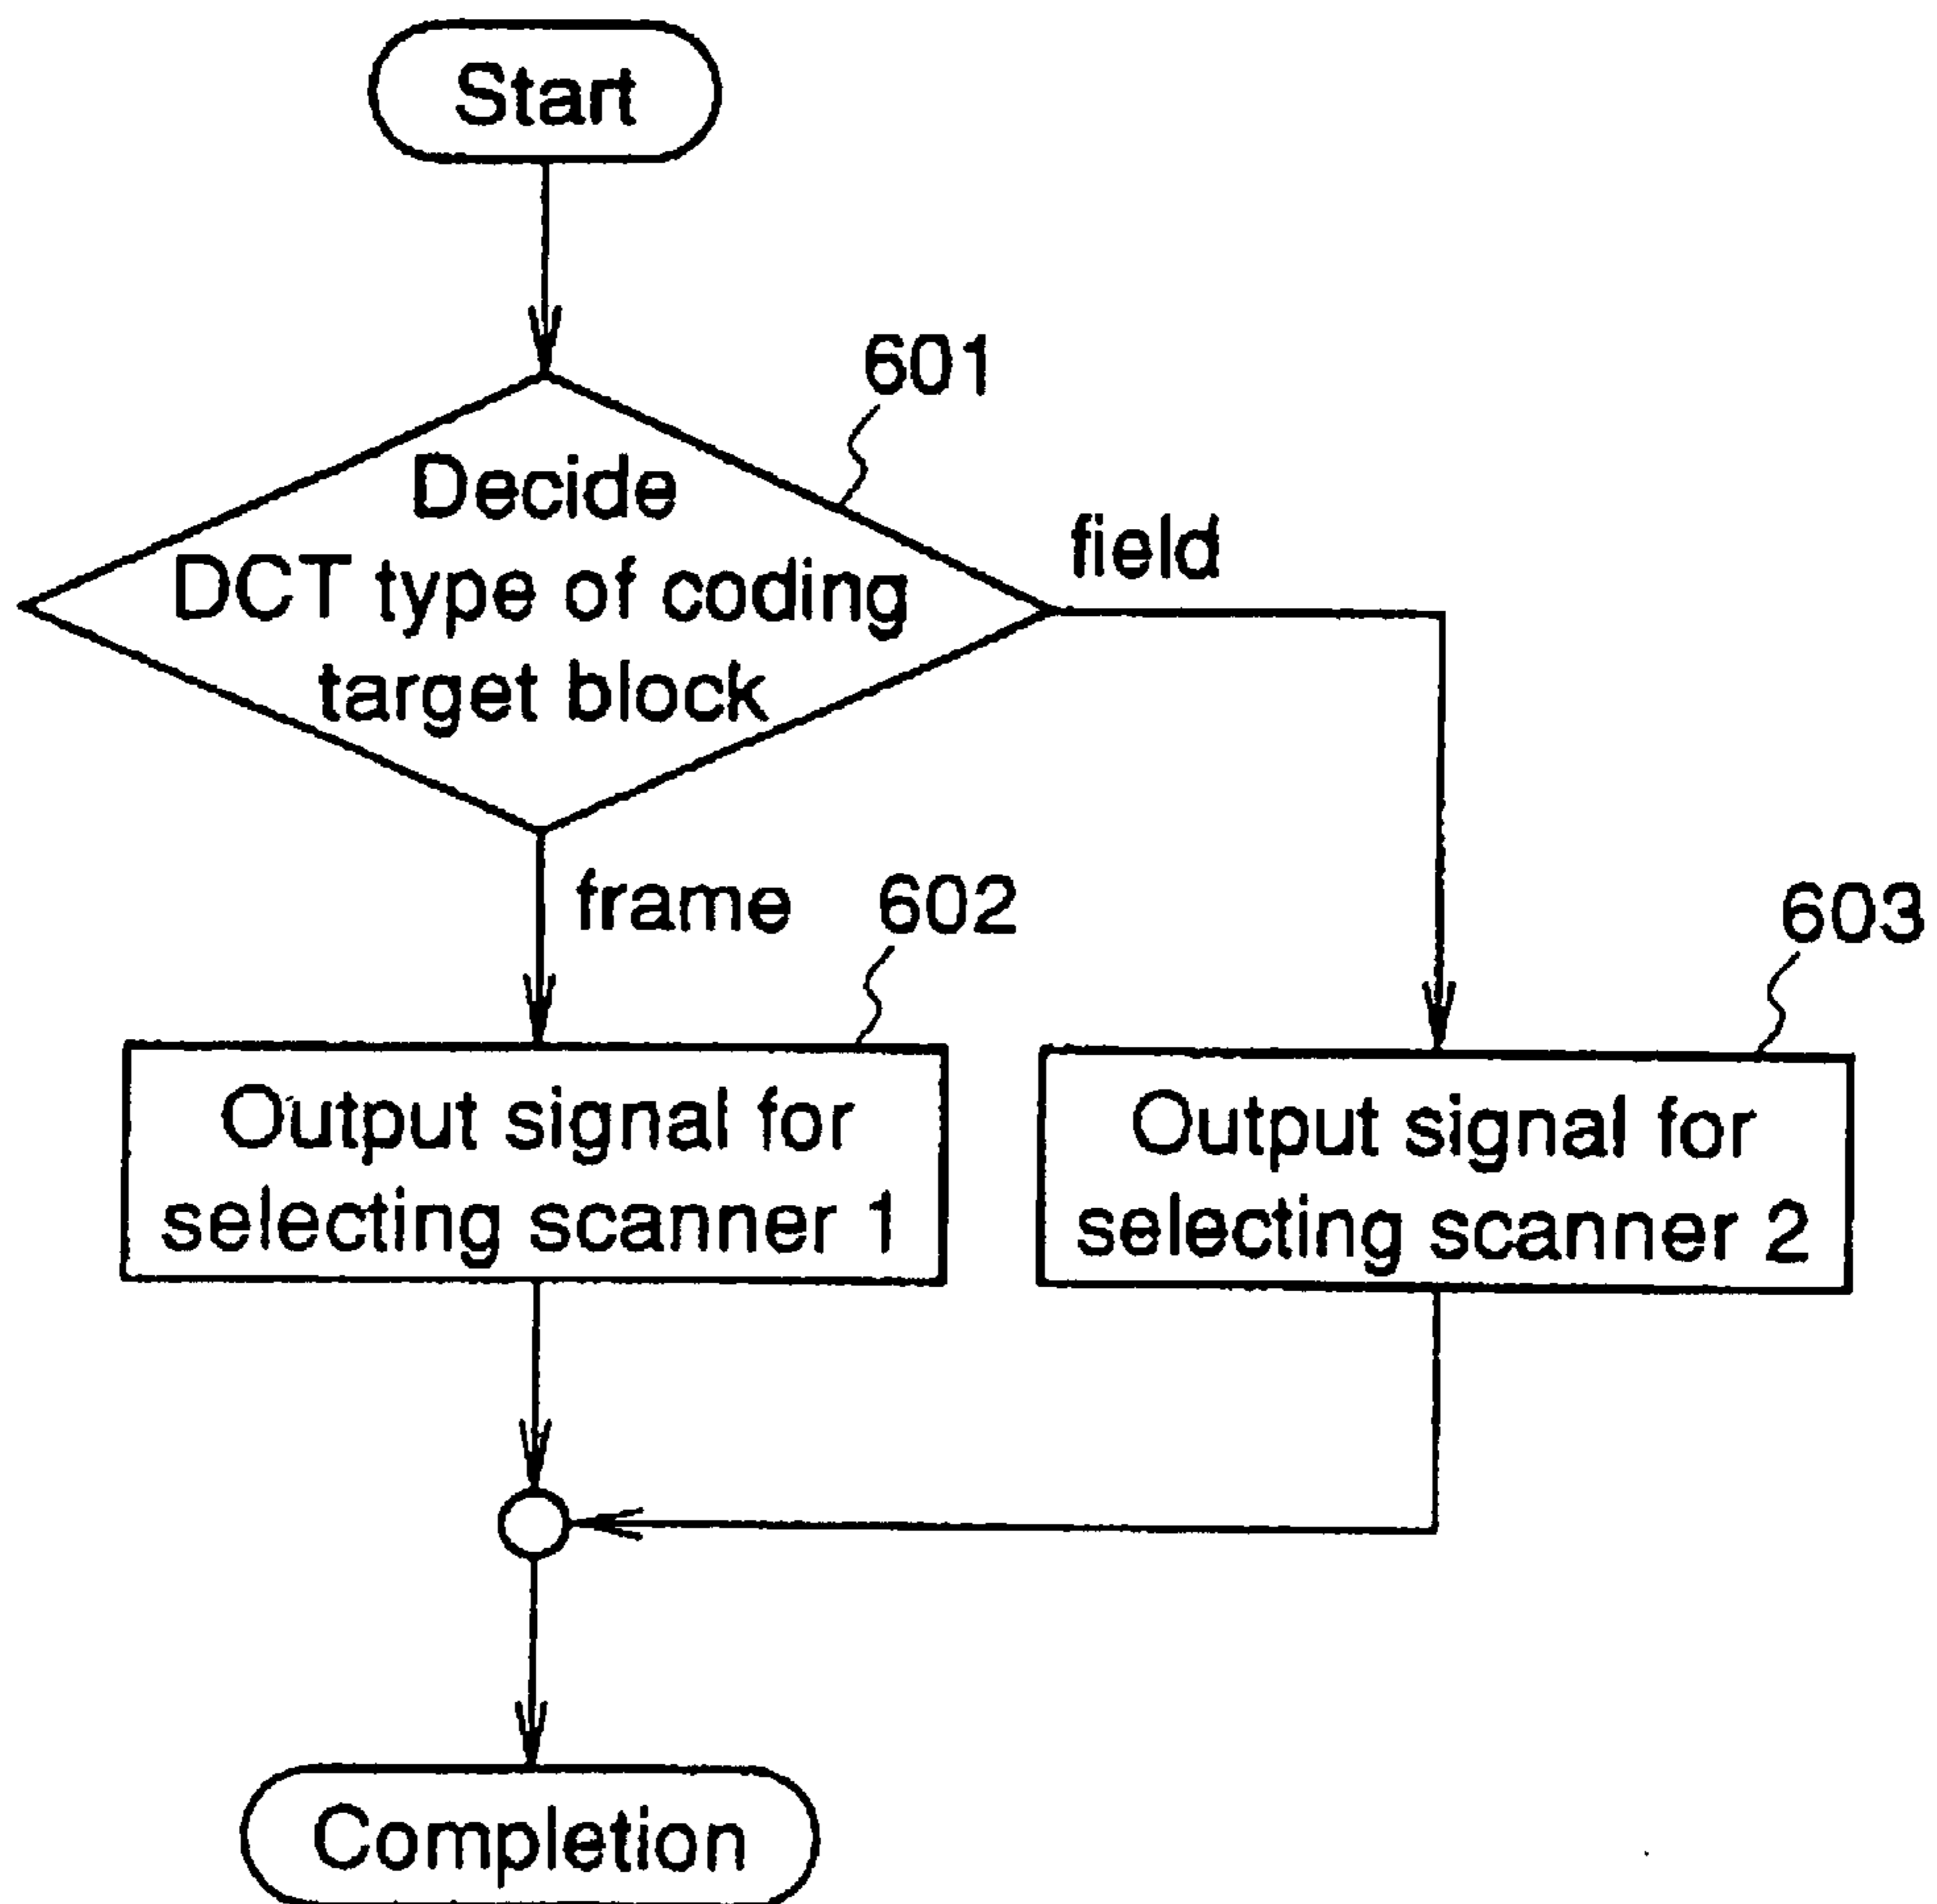 Start
601
Decide
DCT type of coding
target block
field
frame
602
603
Output signal for
selecting scanner 1
Output signal for
selecting scanner 2
Completion